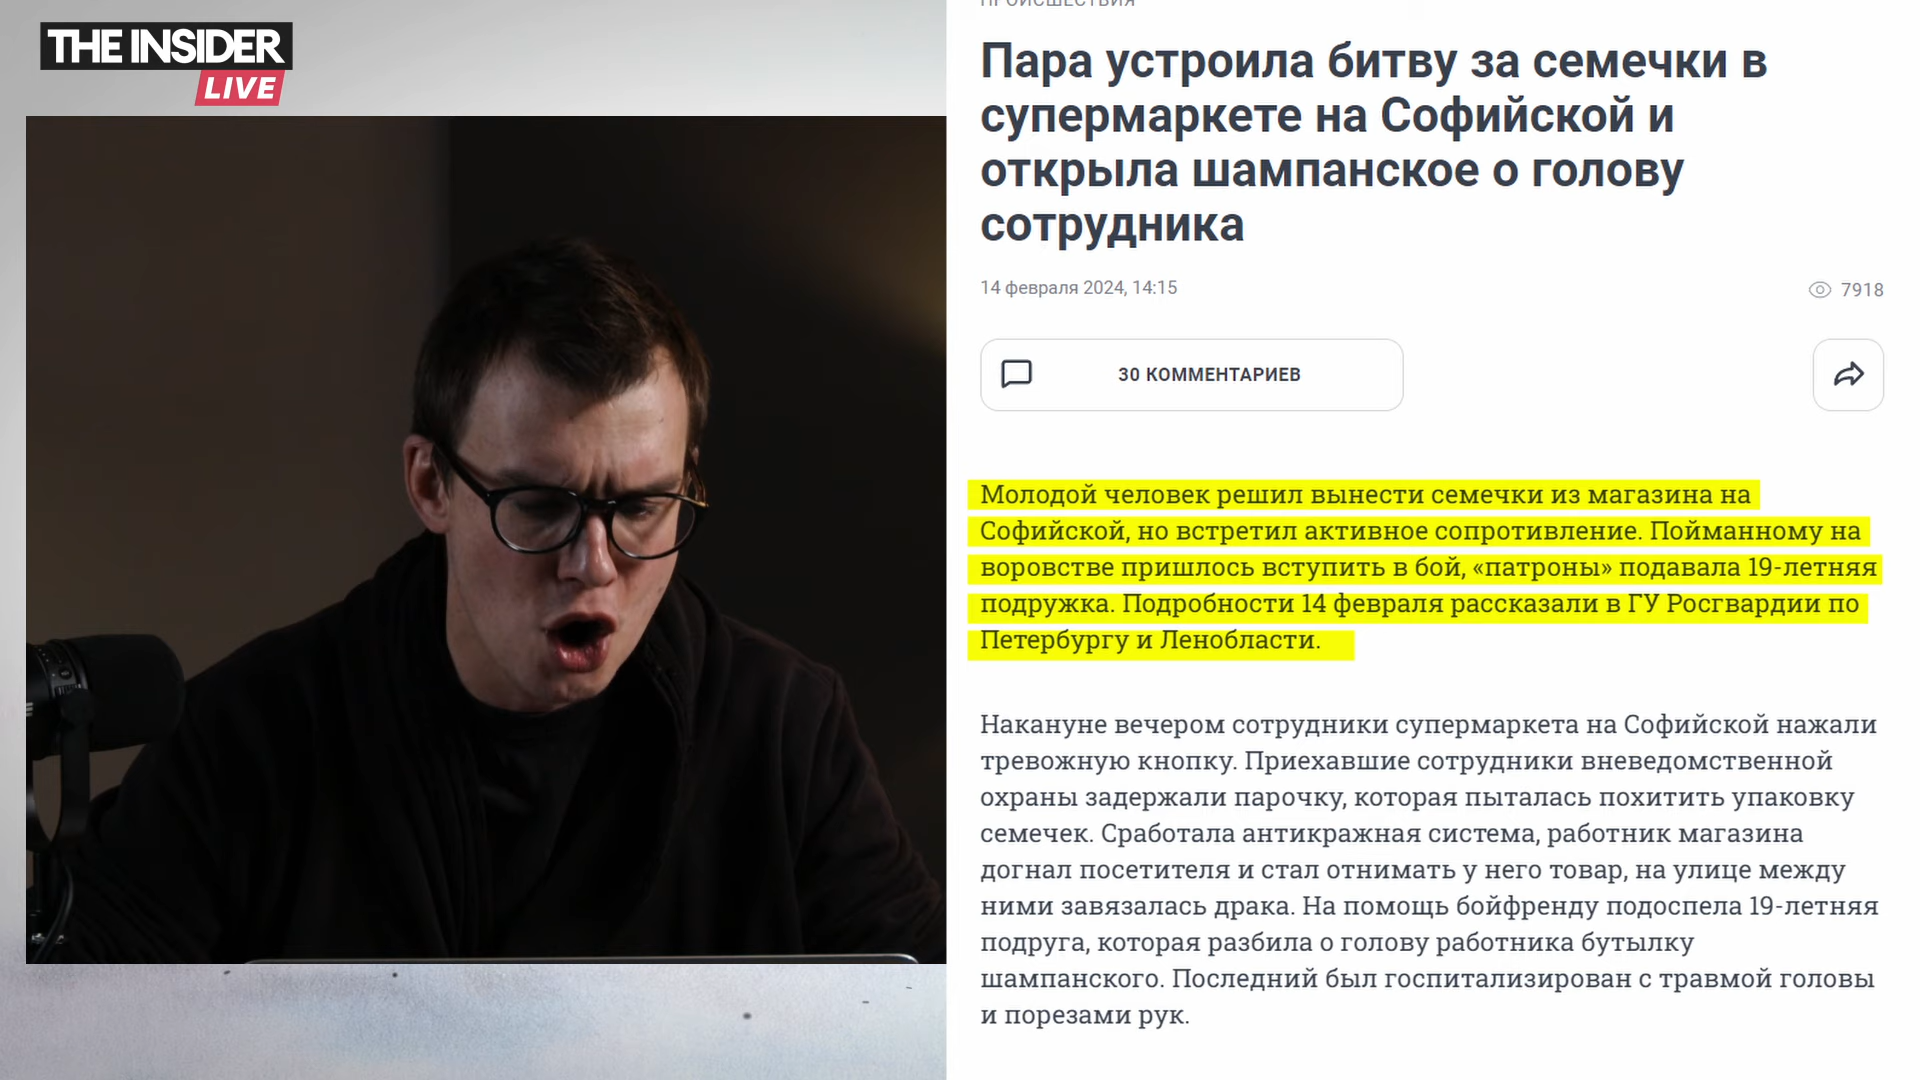 THE INSIDER
LIVE
ПРОИСШЕСТВИЯ
Пара устроила битву за семечки в
супермаркете на Софийской и
открыла шампанское о голову
сотрудника
14 февраля 2024, 14:15
7918
30 КОММЕНТАРИЕВ
Молодой человек решил вынести семечки из магазина на
Софийской, но встретил активное сопротивление. Пойманному на
воровстве пришлось вступить в бой, «патроны» подавала 19-летняя
подружка. Подробности 14 февраля рассказали в ГУ Росгвардии по
Петербургу и Ленобласти.
Накануне вечером сотрудники супермаркета на Софийской нажали
тревожную кнопку. Приехавшие сотрудники вневедомственной
охраны задержали парочку, которая пыталась похитить упаковку
семечек. Сработала антикражная система, работник магазина
догнал посетителя и стал отнимать у него товар, на улице между
ними завязалась драка. На помощь бойфренду подоспела 19-летняя
подруга, которая разбила о голову работника бутылку
шампанского. Последний был госпитализирован с травмой головы
и порезами рук.